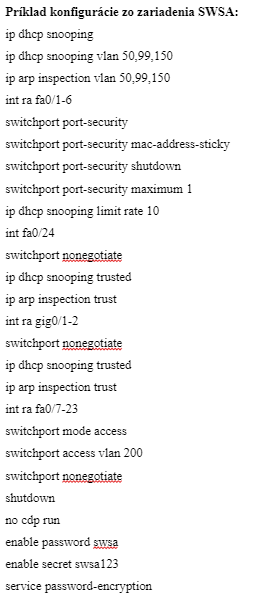 Príklad konfigurácie zo zariadenia SWSA:
ip dhcp snooping
ip dhcp snooping vlan 50,99,150
ip arp inspection vlan 50,99,150
int ra fa0/1-6
switchport port-security
switchport port-security mac-address-sticky
switchport port-security shutdown
switchport port-security maximum 1
ip dhcp snooping limit rate 10
int fa0/24
switchport nonegotiate
ip dhcp snooping trusted
ip arp inspection trust
int ra gig0/1-2
switchport nonegotiate
ip dhcp snooping trusted
ip arp inspection trust
int ra fa0/7-23
switchport mode access
switchport access vlan 200
switchport nonegotiate
shutdown
no cdp run
enable password swsa
enable secret swsa123
service password-encryption